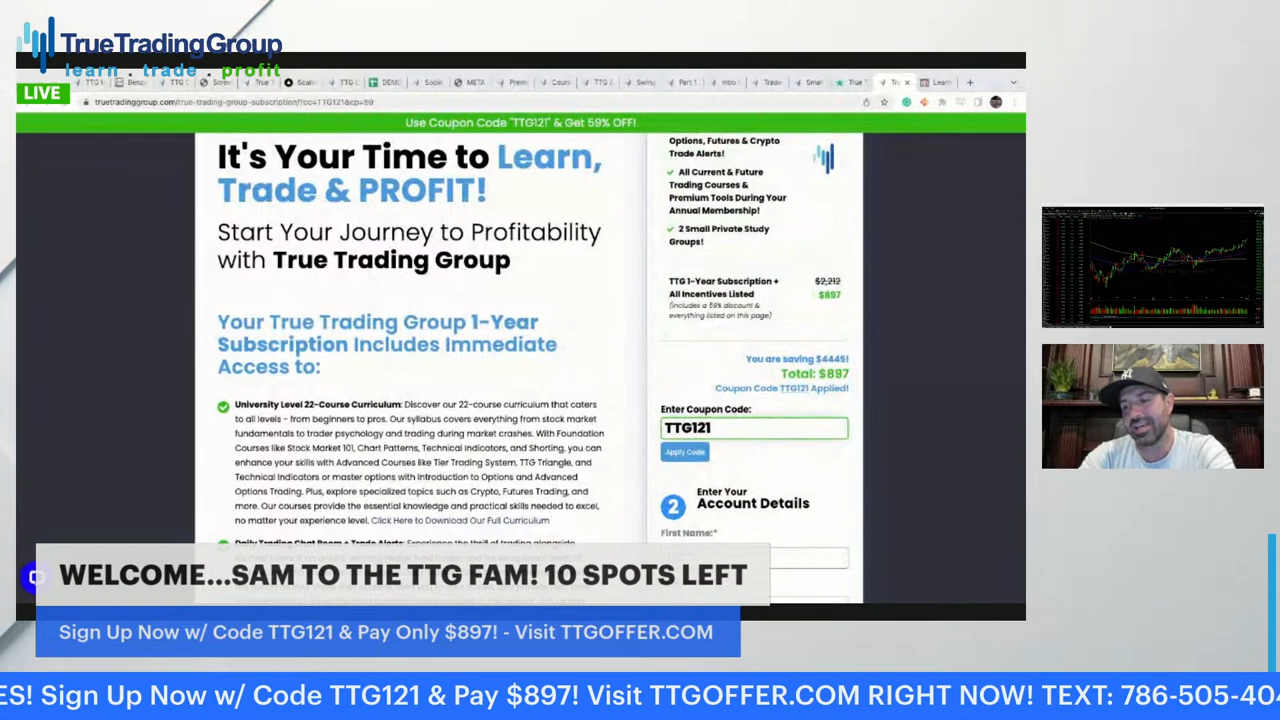 TrueTradingGroup
learn . trade . profit
LIVE
truetradinggroup.com/true-trading-group-subscription/?cc=TTG121&cp=59
Use Coupon Code "TTG121" & Get 59% OFF!
It's Your Time to Learn,
Trade & PROFIT!
Start Your Journey to Profitability
with True Trading Group
Your True Trading Group 1-Year
Subscription Includes Immediate
Access to:
University Level 22-Course Curriculum: Discover our 22-course curriculum that caters
to all levels - from beginners to pros. Our syllabus covers everything from stock market
fundamentals to trader psychology and trading during market crashes. With Foundation
Courses like Stock Market 101, Chart Patterns, Technical Indicators, and Shorting, you can
enhance your skills with Advanced Courses like Tier Trading System, TTG Triangle, and
Technical Indicators or master options with Introduction to Options and Advanced
Options Trading. Plus, explore specialized topics such as Crypto, Futures Trading, and
more. Our courses provide the essential knowledge and practical skills needed to excel,
no matter your experience level. Click Here to Download Our Full Curriculum
Options, Futures & Crypto
Trade Alerts!
All Current & Future
Trading Courses &
Premium Tools During Your
Annual Membership!
2 Small Private Study
Groups!
TTG 1-Year Subscription + $2,212
All Incentives Listed $897
(includes a 59% discount &
everything listed on this page)
You are saving $4449!
Total: $897
Coupon Code TTG121 Applied!
Enter Coupon Code:
TTG121
Apply Code
2 Enter Your
Account Details
First Name:*
WELCOME...SAM TO THE TTG FAM! 10 SPOTS LEFT
Sign Up Now w/ Code TTG121 & Pay Only $897! - Visit TTGOFFER.COM
ES! Sign Up Now w/ Code TTG121 & Pay $897! Visit TTGOFFER.COM RIGHT NOW! TEXT: 786-505-40